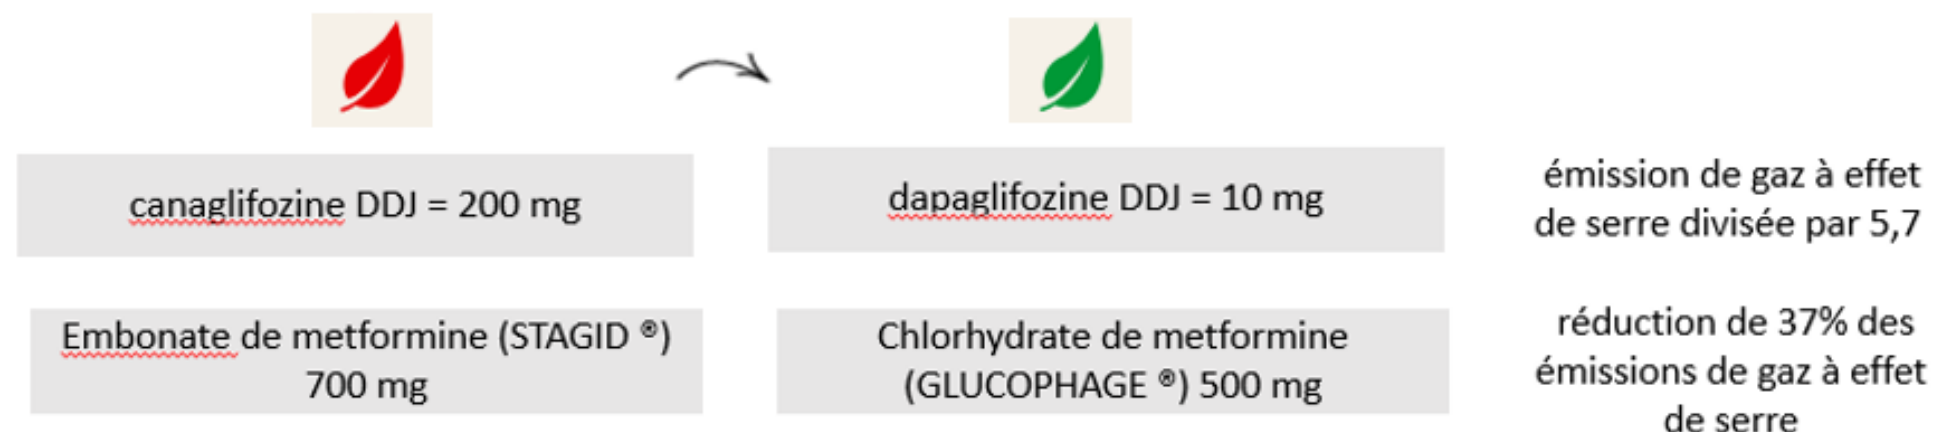 canaglifozine DDJ = 200 mg
dapaglifozine DDJ = 10 mg
émission de gaz à effet
de serre divisée par 5,7
Embonate de metformine (STAGID ®)
700 mg
Chlorhydrate de metformine
(GLUCOPHAGE ®) 500 mg
réduction de 37% des
émissions de gaz à effet
de serre